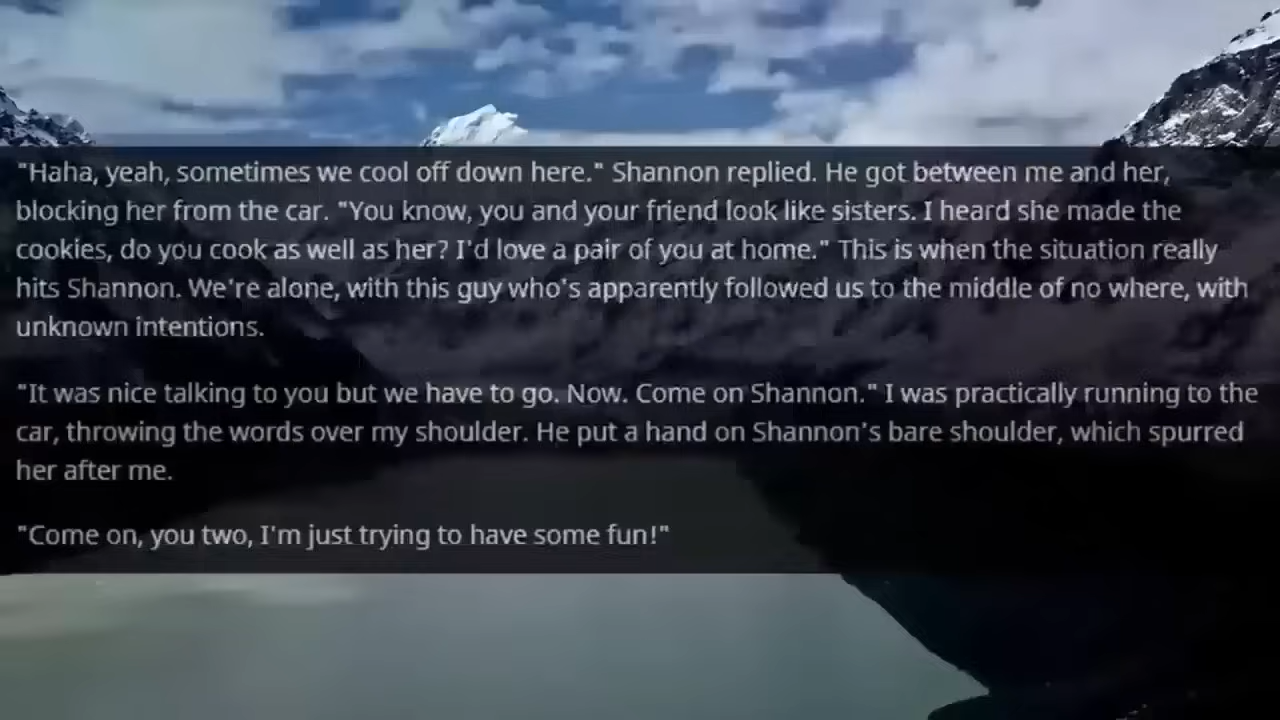 "Haha, yeah, sometimes we cool off down here." Shannon replied. He got between me and her,
blocking her from the car. "You know, you and your friend look like sisters. I heard she made the
cookies, do you cook as well as her? I'd love a pair of you at home." This is when the situation really
hits Shannon. We're alone, with this guy who's apparently followed us to the middle of no where, with
unknown intentions.
"It was nice talking to you but we have to go. Now. Come on Shannon." I was practically running to the
car, throwing the words over my shoulder. He put a hand on Shannon's bare shoulder, which spurred
her after me.
"Come on, you two, I'm just trying to have some fun!"